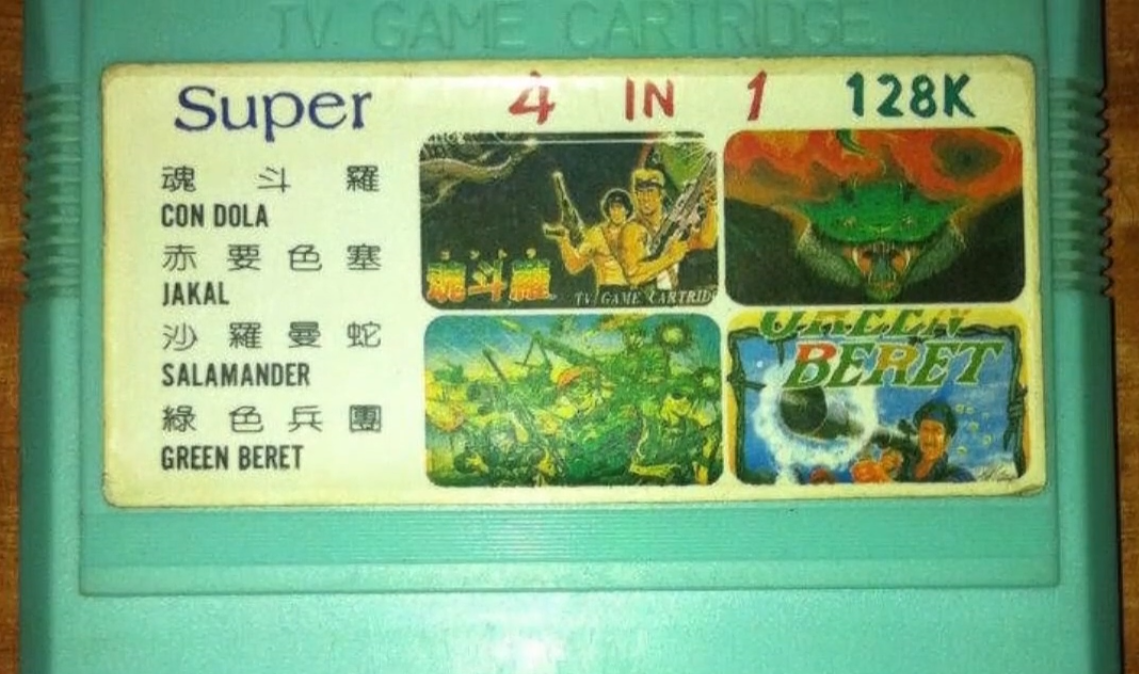 TV GAME CARTRIDGE
Super 4 IN 1 128K
魂斗羅
CON DOLA
赤要色塞
JAKAL
沙羅曼蛇
SALAMANDER
綠色兵團
GREEN BERET
魂斗羅
TV GAME CARTRID
GREEN
BERET